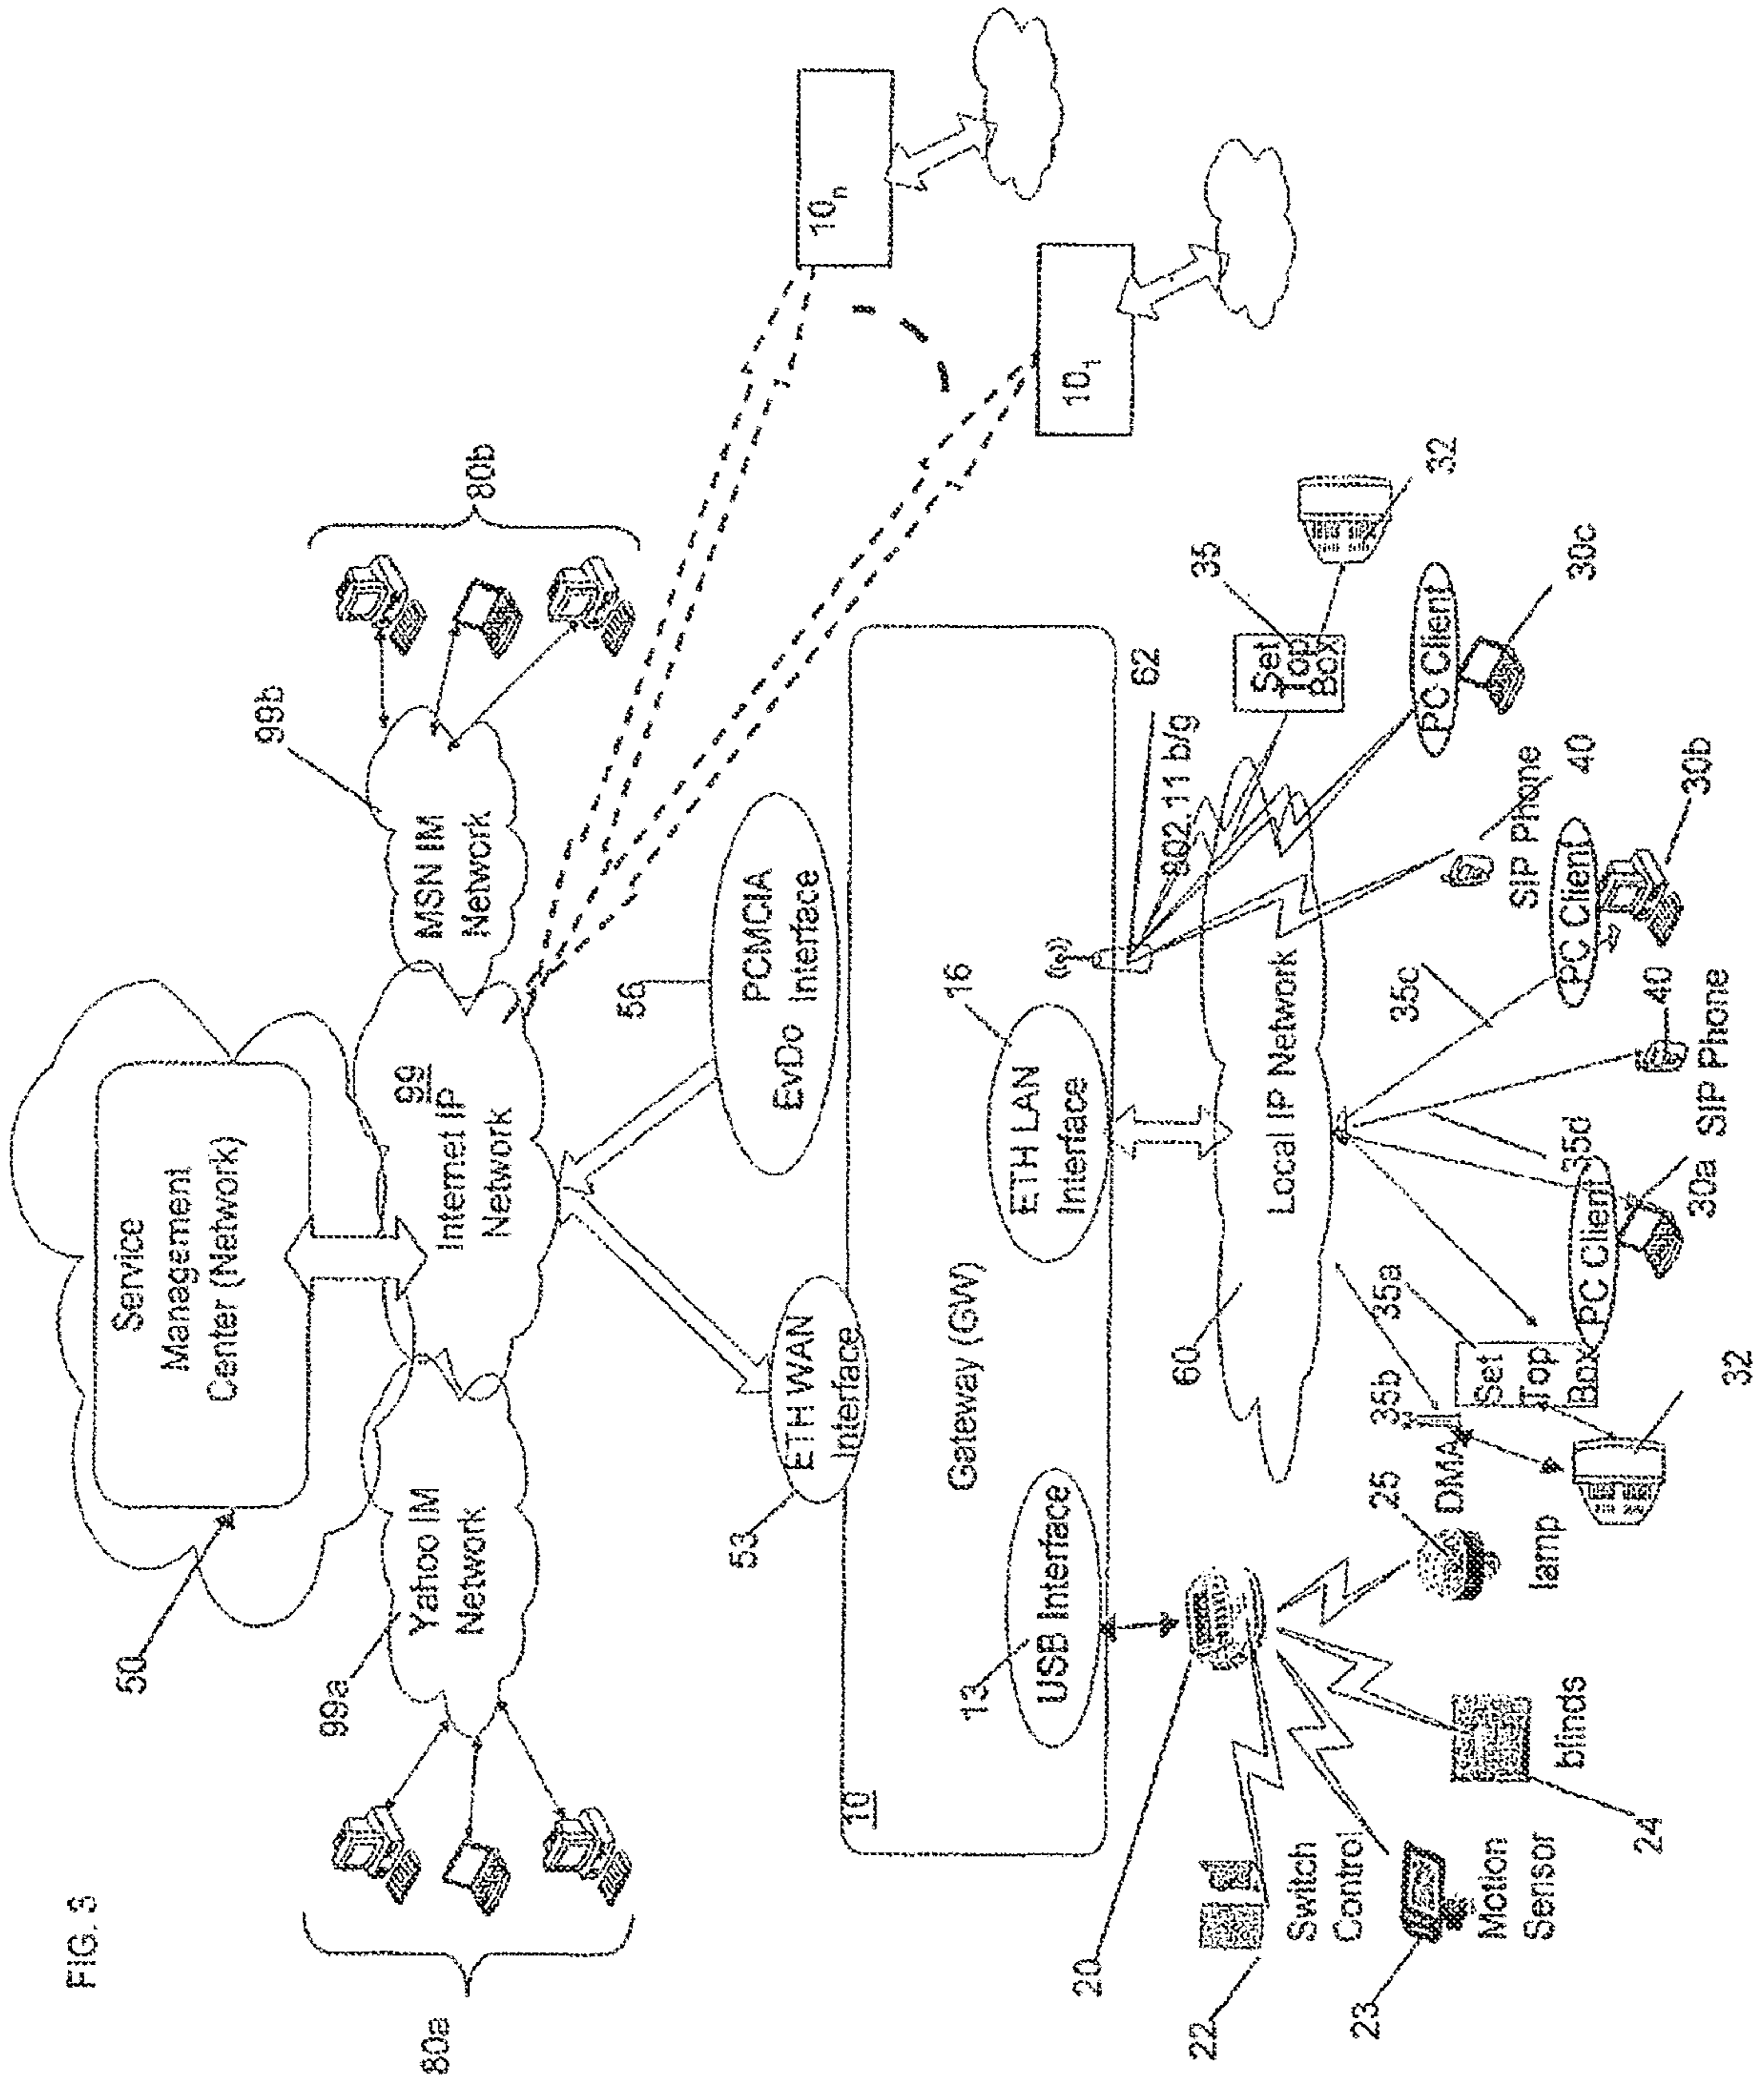 FIG. 3
50
Service
Management
Center (Network)
80a
99a
Yahoo IM
Network
99
Internet IP
Network
99b
MSN IM
Network
80b
53
ETH WAN
Interface
56
PCMCIA
EvDo Interface
10n
101
10
Gateway (GW)
13
USB Interface
16
ETH LAN
Interface
62
802.11 b/g
60
Local IP Network
20
22
Switch
Control
23
Motion
Sensor
24
blinds
25
lamp
DMA
35b
35a
Set
Top
Box
32
PC Client
30a
35d
SIP Phone
40
35c
PC Client
30b
SIP Phone
40
PC Client
30c
35
Set
Top
Box
32